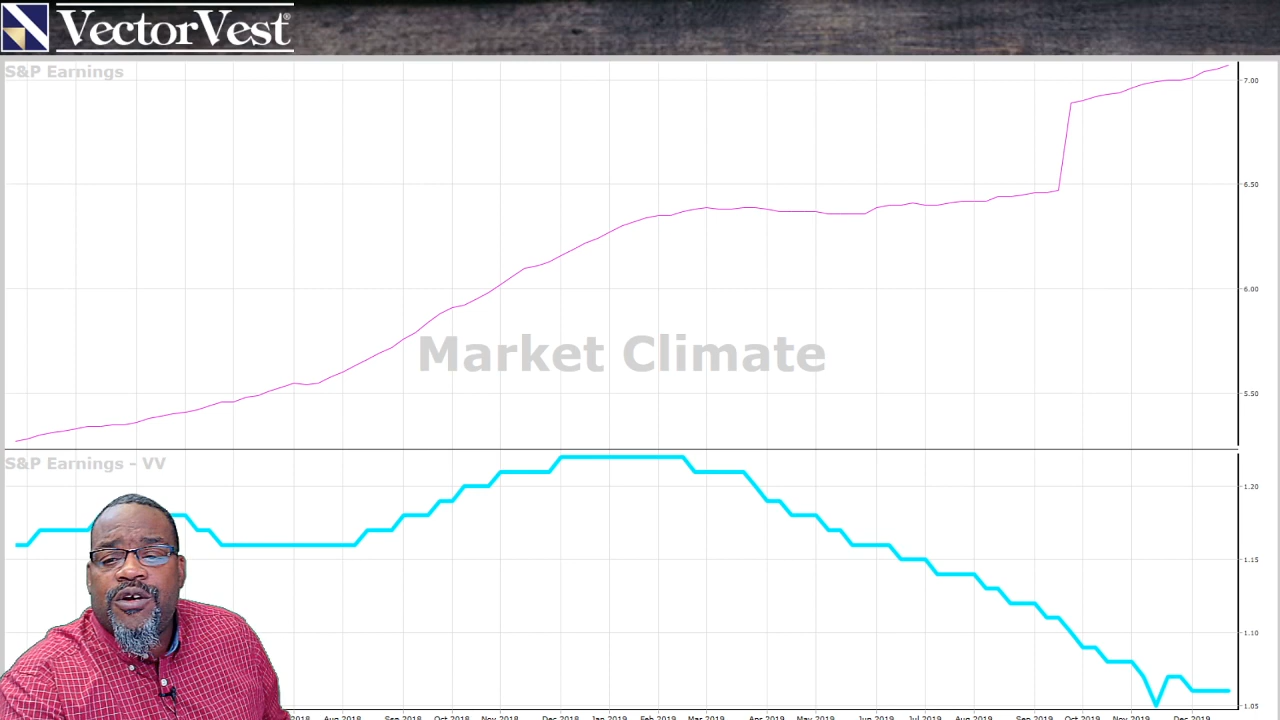 VectorVest®
S&P Earnings
7.00
6.50
6.00
Market Climate
5.50
S&P Earnings - VV
1.20
1.15
1.10
1.05
2018 Aug 2018 Sep 2018 Oct 2018 Nov 2018 Dec 2018 Jan 2019 Feb 2019 Mar 2019 Apr 2019 May 2019 Jun 2019 Jul 2019 Aug 2019 Sep 2019 Oct 2019 Nov 2019 Dec 2019